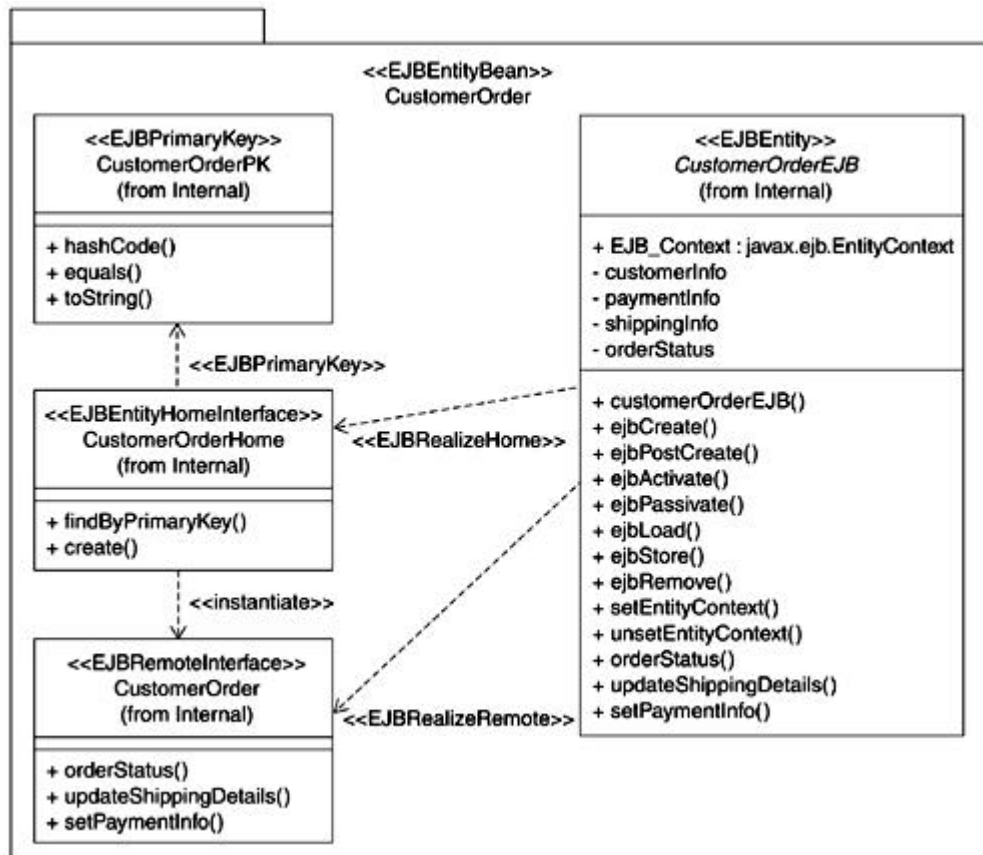 <<EJBEntityBean>>
CustomerOrder
<<EJBPrimaryKey>>
CustomerOrderPK
(from Internal)
+ hashCode()
+ equals()
+ toString()
<<EJBPrimaryKey>>
<<EJBEntityHomeInterface>>
CustomerOrderHome
(from Internal)
+ findByPrimaryKey()
+ create()
<<instantiate>>
<<EJBRemoteInterface>>
CustomerOrder
(from Internal)
+ orderStatus()
+ updateShippingDetails()
+ setPaymentInfo()
<<EJBRealizeHome>>
<<EJBRealizeRemote>>
<<EJBEntity>>
CustomerOrderEJB
(from Internal)
+ EJB_Context : javax.ejb.EntityContext
- customerInfo
- paymentInfo
- shippingInfo
- orderStatus
+ customerOrderEJB()
+ ejbCreate()
+ ejbPostCreate()
+ ejbActivate()
+ ejbPassivate()
+ ejbLoad()
+ ejbStore()
+ ejbRemove()
+ setEntityContext()
+ unsetEntityContext()
+ orderStatus()
+ updateShippingDetails()
+ setPaymentInfo()